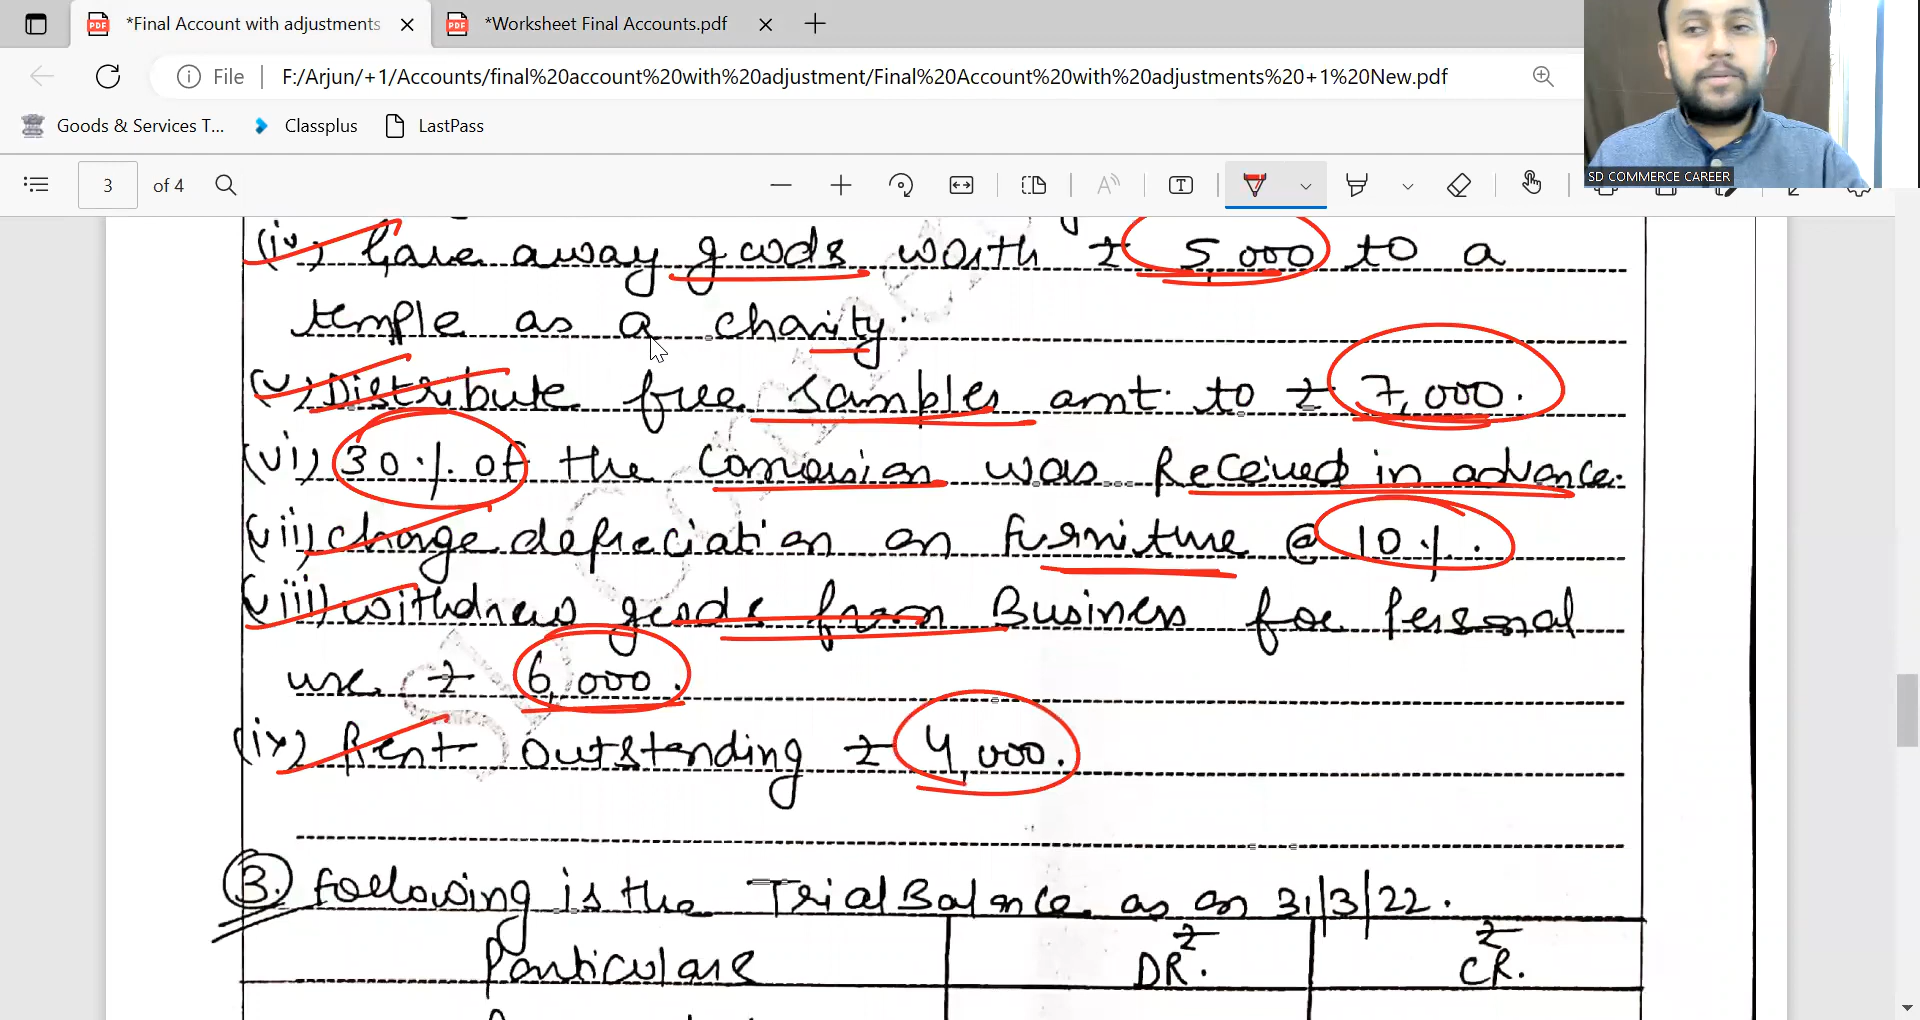 *Final Account with adjustments
*Worksheet Final Accounts.pdf
File F:/Arjun/+1/Accounts/final%20account%20with%20adjustment/Final%20Account%20with%20adjustments%20+1%20New.pdf
Goods & Services T... Classplus LastPass
3 of 4
SD COMMERCE CAREER
(iv) Gave away goods worth ₹ 5,000 to a
temple as a charity.
(v) Distribute free samples amt. to ₹ 7,000.
(vi) 30% of the Commission was Received in advance.
(vii) charge depreciation on Furniture @ 10%.
(viii) withdrew goods from Business for Personal
use ₹ 6,000.
(ix) Rent Outstanding ₹ 4,000.
3. Following is the Trial Balance as on 31/3/22.
Particulars ₹ DR. ₹ CR.